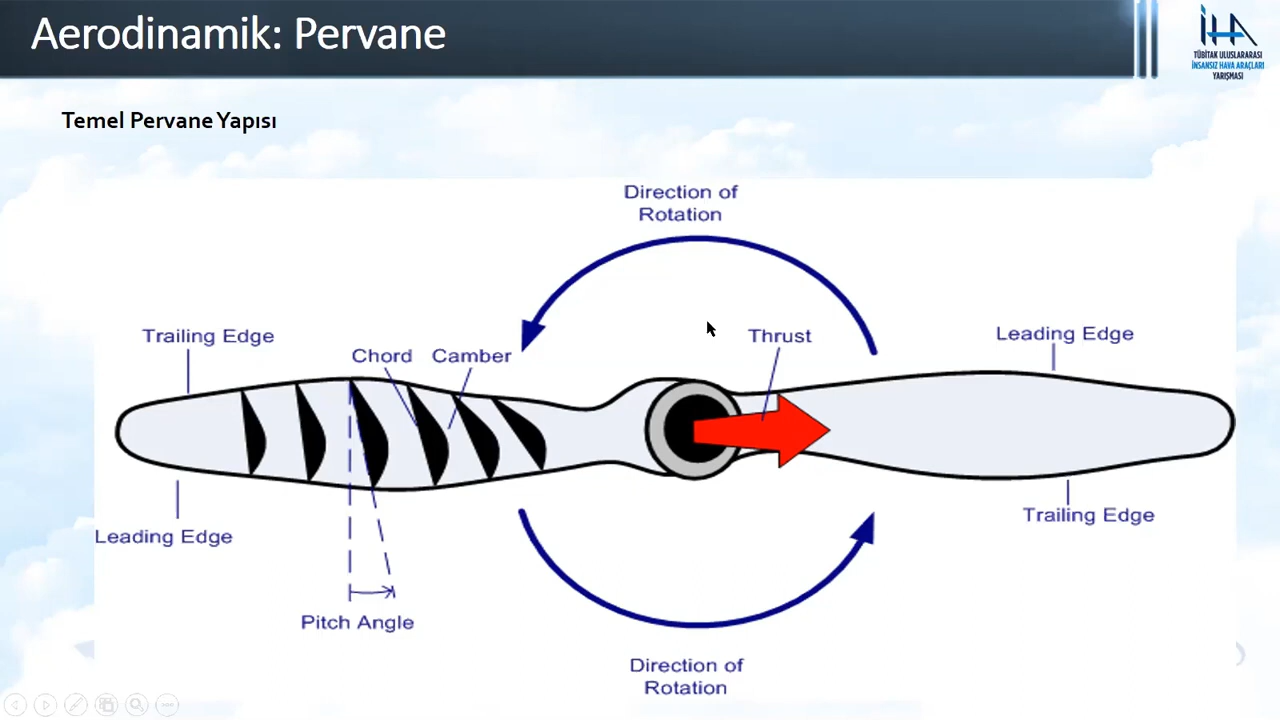 Aerodinamik: Pervane
İHA
TÜBİTAK ULUSLARARASI
İNSANSIZ HAVA ARAÇLARI
YARIŞMASI
Temel Pervane Yapısı
Direction of
Rotation
Trailing Edge
Chord
Camber
Thrust
Leading Edge
Leading Edge
Trailing Edge
Pitch Angle
Direction of
Rotation